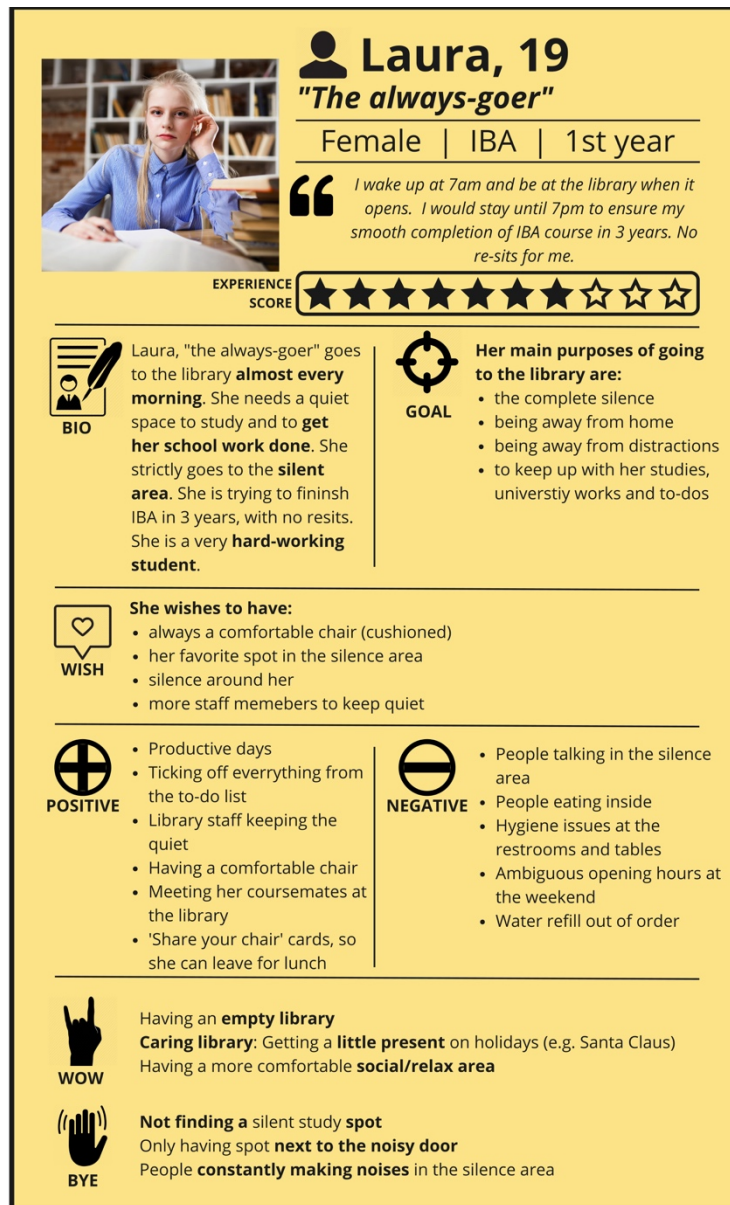 Laura, 19
"The always-goer"
Female | IBA | 1st year
I wake up at 7am and be at the library when it
opens. I would stay until 7pm to ensure my
smooth completion of IBA course in 3 years. No
re-sits for me.
EXPERIENCE
SCORE
BIO
Laura, "the always-goer" goes
to the library almost every
morning. She needs a quiet
space to study and to get
her school work done. She
strictly goes to the silent
area. She is trying to fininsh
IBA in 3 years, with no resits.
She is a very hard-working
student.
GOAL
Her main purposes of going
to the library are:
• the complete silence
• being away from home
• being away from distractions
• to keep up with her studies,
universtiy works and to-dos
WISH
She wishes to have:
• always a comfortable chair (cushioned)
• her favorite spot in the silence area
• silence around her
• more staff memebers to keep quiet
POSITIVE
• Productive days
• Ticking off everrything from
the to-do list
• Library staff keeping the
quiet
• Having a comfortable chair
• Meeting her coursemates at
the library
• 'Share your chair' cards, so
she can leave for lunch
NEGATIVE
• People talking in the silence
area
• People eating inside
• Hygiene issues at the
restrooms and tables
• Ambiguous opening hours at
the weekend
• Water refill out of order
WOW
Having an empty library
Caring library: Getting a little present on holidays (e.g. Santa Claus)
Having a more comfortable social/relax area
BYE
Not finding a silent study spot
Only having spot next to the noisy door
People constantly making noises in the silence area